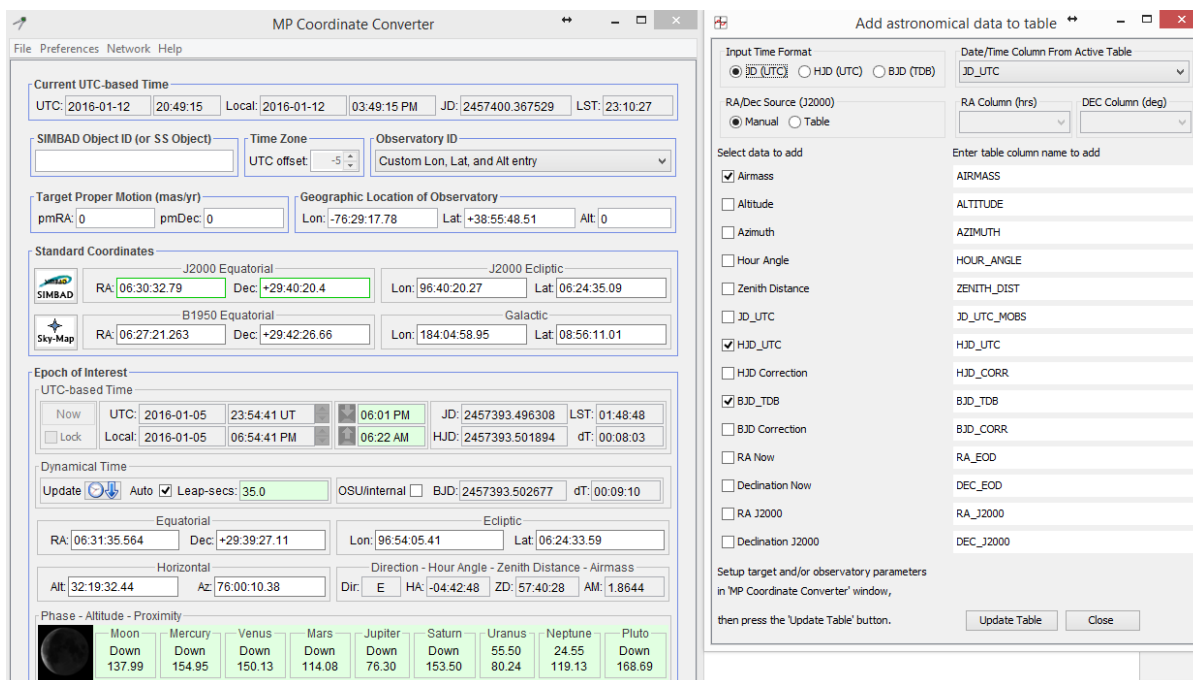 MP Coordinate Converter
File Preferences Network Help
Current UTC-based Time
UTC: 2016-01-12 20:49:15 Local: 2016-01-12 03:49:15 PM JD: 2457400.367529 LST: 23:10:27
SIMBAD Object ID (or SS Object) Time Zone Observatory ID
UTC offset: -5 Custom Lon, Lat, and Alt entry
Target Proper Motion (mas/yr) Geographic Location of Observatory
pmRA: 0 pmDec: 0 Lon: -76:29:17.78 Lat: +38:55:48.51 Alt: 0
Standard Coordinates
J2000 Equatorial J2000 Ecliptic
SIMBAD
SIMBAD RA: 06:30:32.79 Dec: +29:40:20.4 Lon: 96:40:20.27 Lat: 06:24:35.09
B1950 Equatorial Galactic
Sky-Map RA: 06:27:21.263 Dec: +29:42:26.66 Lon: 184:04:58.95 Lat: 08:56:11.01
Epoch of Interest
UTC-based Time
Now UTC: 2016-01-05 23:54:41 UT 06:01 PM JD: 2457393.496308 LST: 01:48:48
Lock Local: 2016-01-05 06:54:41 PM 06:22 AM HJD: 2457393.501894 dT: 00:08:03
Dynamical Time
Update Auto Leap-secs: 35.0 OSU/internal BJD: 2457393.502677 dT: 00:09:10
Equatorial Ecliptic
RA: 06:31:35.564 Dec: +29:39:27.11 Lon: 96:54:05.41 Lat: 06:24:33.59
Horizontal Direction - Hour Angle - Zenith Distance - Airmass
Alt: 32:19:32.44 Az: 76:00:10.38 Dir: E HA: -04:42:48 ZD: 57:40:28 AM: 1.8644
Phase - Altitude - Proximity
Moon Mercury Venus Mars Jupiter Saturn Uranus Neptune Pluto
Down Down Down Down Down Down 55.50 24.55 Down
137.99 154.95 150.13 114.08 76.30 153.50 80.24 119.13 168.69
Add astronomical data to table
Input Time Format Date/Time Column From Active Table
JD (UTC) HJD (UTC) BJD (TDB) JD_UTC
RA/Dec Source (J2000) RA Column (hrs) DEC Column (deg)
Manual Table
Select data to add Enter table column name to add
Airmass AIRMASS
Altitude ALTITUDE
Azimuth AZIMUTH
Hour Angle HOUR_ANGLE
Zenith Distance ZENITH_DIST
JD_UTC JD_UTC_MOBS
HJD_UTC HJD_UTC
HJD Correction HJD_CORR
BJD_TDB BJD_TDB
BJD Correction BJD_CORR
RA Now RA_EOD
Declination Now DEC_EOD
RA J2000 RA_J2000
Declination J2000 DEC_J2000
Setup target and/or observatory parameters
in 'MP Coordinate Converter' window,
then press the 'Update Table' button. Update Table Close